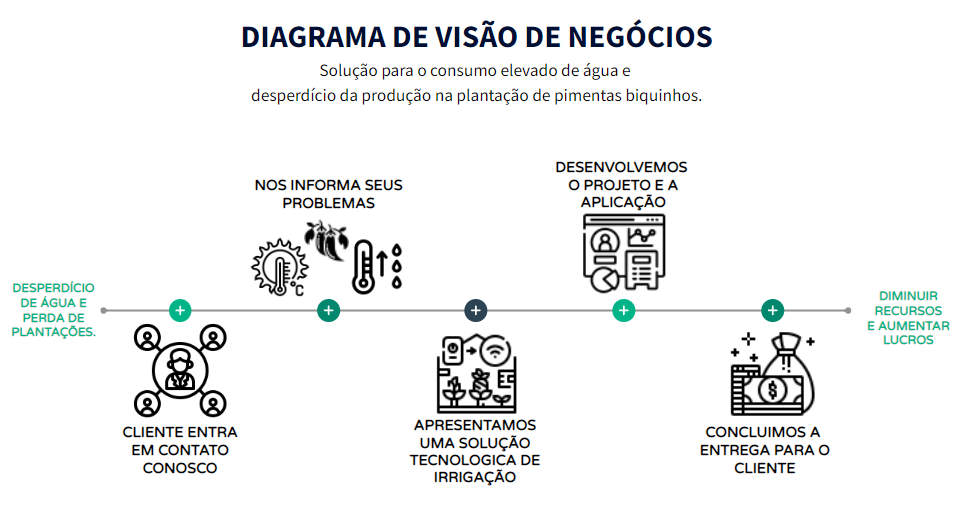 DIAGRAMA DE VISÃO DE NEGÓCIOS
Solução para o consumo elevado de água e
desperdício da produção na plantação de pimentas biquinhos.
DESPERDÍCIO
DE ÁGUA E
PERDA DE
PLANTAÇÕES.
CLIENTE ENTRA
EM CONTATO
CONOSCO
NOS INFORMA SEUS
PROBLEMAS
°C
APRESENTAMOS
UMA SOLUÇÃO
TECNOLOGICA DE
IRRIGAÇÃO
DESENVOLVEMOS
O PROJETO E A
APLICAÇÃO
$
CONCLUIMOS A
ENTREGA PARA O
CLIENTE
DIMINUIR
RECURSOS
E AUMENTAR
LUCROS